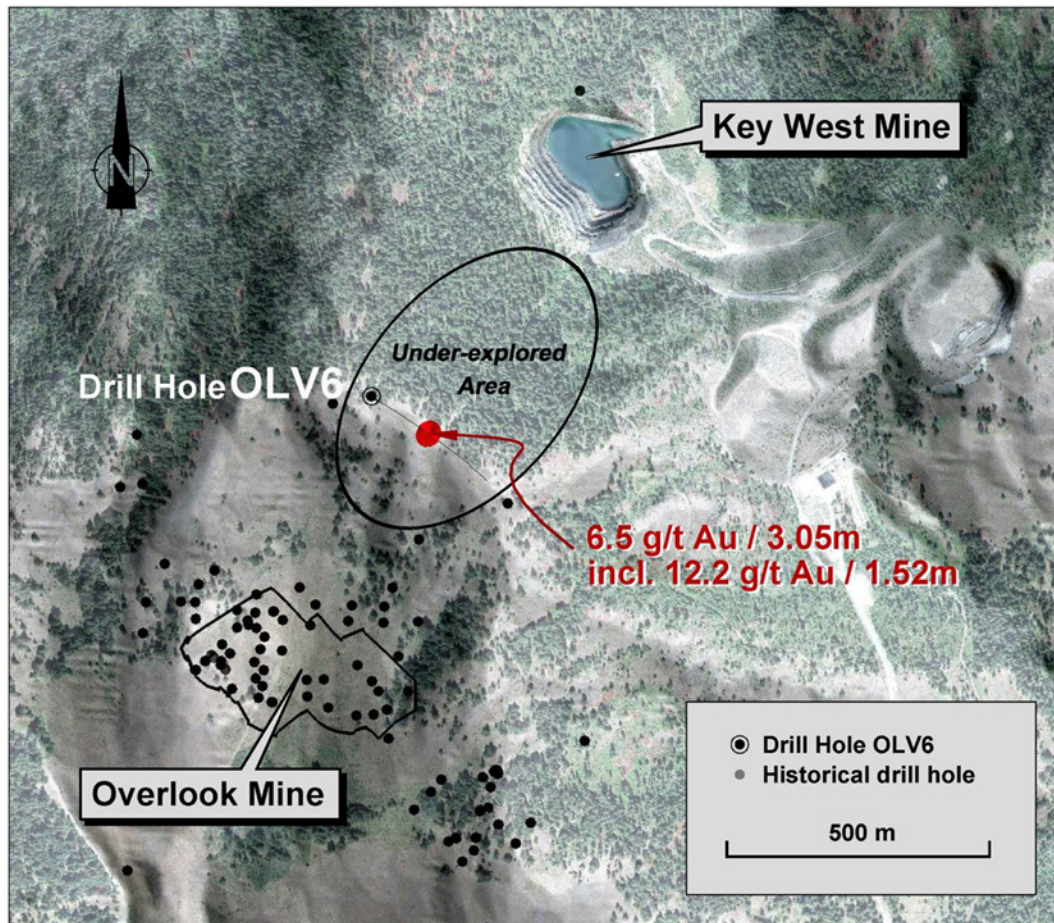 N
Key West Mine
Under-explored
Area
Drill Hole OLV6
6.5 g/t Au / 3.05m
incl. 12.2 g/t Au / 1.52m
Overlook Mine
Drill Hole OLV6
Historical drill hole
500 m